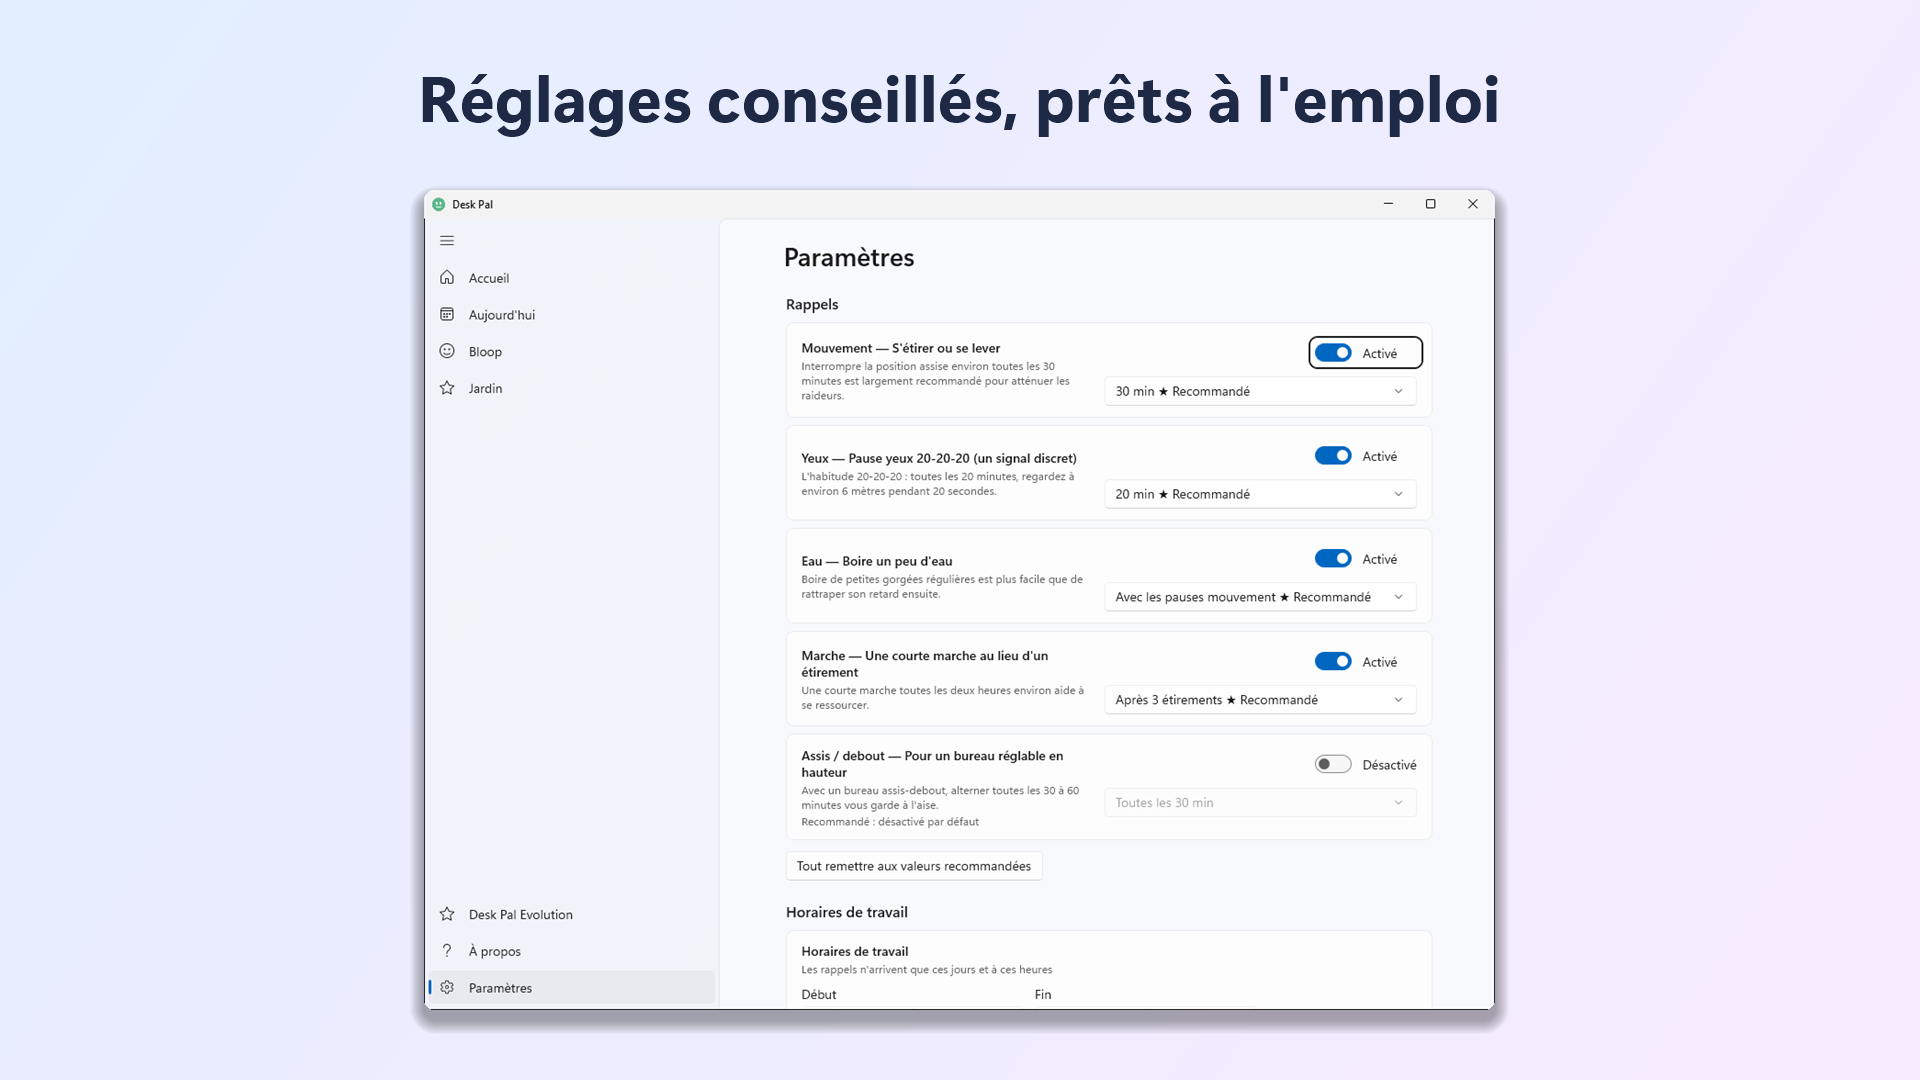 Réglages conseillés, prêts à l'emploi
Desk Pal
Accueil
Aujourd'hui
Bloop
Jardin
Desk Pal Evolution
À propos
Paramètres
Paramètres
Rappels
Mouvement — S'étirer ou se lever
Interrompre la position assise environ toutes les 30
minutes est largement recommandé pour atténuer les
raideurs.
Activé
30 min ★ Recommandé
Yeux — Pause yeux 20-20-20 (un signal discret)
L'habitude 20-20-20 : toutes les 20 minutes, regardez à
environ 6 mètres pendant 20 secondes.
Activé
20 min ★ Recommandé
Eau — Boire un peu d'eau
Boire de petites gorgées régulières est plus facile que de
rattraper son retard ensuite.
Activé
Avec les pauses mouvement ★ Recommandé
Marche — Une courte marche au lieu d'un
étirement
Une courte marche toutes les deux heures environ aide à
se ressourcer.
Activé
Après 3 étirements ★ Recommandé
Assis / debout — Pour un bureau réglable en
hauteur
Avec un bureau assis-debout, alterner toutes les 30 à 60
minutes vous garde à l'aise.
Recommandé : désactivé par défaut
Désactivé
Toutes les 30 min
Tout remettre aux valeurs recommandées
Horaires de travail
Horaires de travail
Les rappels n'arrivent que ces jours et à ces heures
Début
Fin